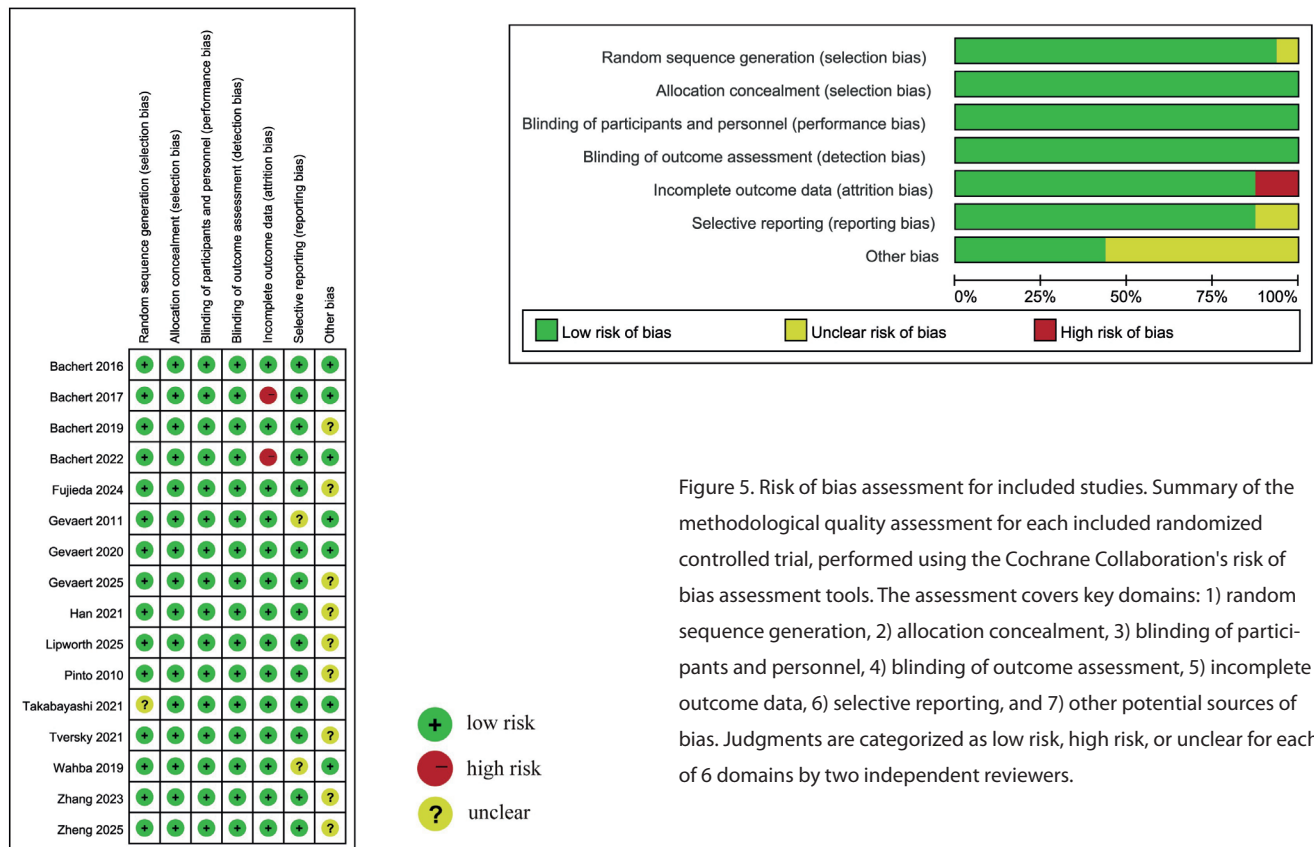 Random sequence generation (selection bias)
Allocation concealment (selection bias)
Blinding of participants and personnel (performance bias)
Blinding of outcome assessment (detection bias)
Incomplete outcome data (attrition bias)
Selective reporting (reporting bias)
Other bias
Bachert 2016 + + + + + + +
Bachert 2017 + + + + – + +
Bachert 2019 + + + + + + ?
Bachert 2022 + + + + – + +
Fujieda 2024 + + + + + + ?
Gevaert 2011 + + + + + ? +
Gevaert 2020 + + + + + + +
Gevaert 2025 + + + + + + ?
Han 2021 + + + + + + ?
Lipworth 2025 + + + + + + ?
Pinto 2010 + + + + + + ?
Takabayashi 2021 ? + + + + + +
Tversky 2021 + + + + + + ?
Wahba 2019 + + + + + ? +
Zhang 2023 + + + + + + ?
Zheng 2025 + + + + + + ?
+ low risk
– high risk
? unclear
Random sequence generation (selection bias)
Allocation concealment (selection bias)
Blinding of participants and personnel (performance bias)
Blinding of outcome assessment (detection bias)
Incomplete outcome data (attrition bias)
Selective reporting (reporting bias)
Other bias
0% 25% 50% 75% 100%
Low risk of bias Unclear risk of bias High risk of bias
Figure 5. Risk of bias assessment for included studies. Summary of the
methodological quality assessment for each included randomized
controlled trial, performed using the Cochrane Collaboration's risk of
bias assessment tools. The assessment covers key domains: 1) random
sequence generation, 2) allocation concealment, 3) blinding of partici-
pants and personnel, 4) blinding of outcome assessment, 5) incomplete
outcome data, 6) selective reporting, and 7) other potential sources of
bias. Judgments are categorized as low risk, high risk, or unclear for each
of 6 domains by two independent reviewers.